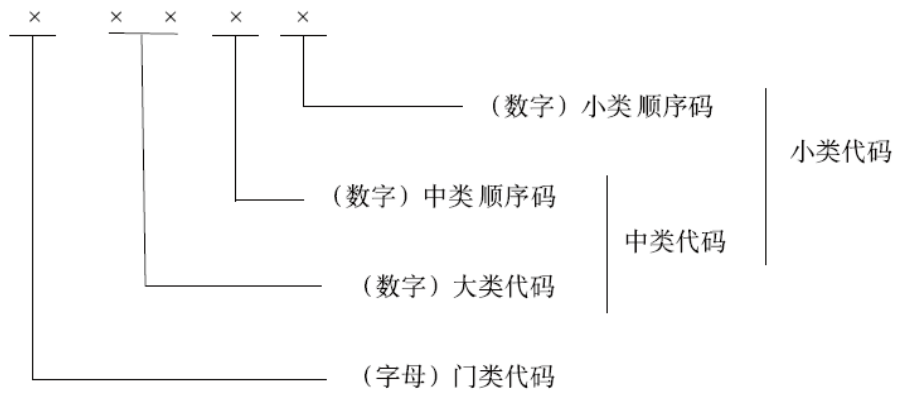 × × × × ×
（数字）小类顺序码
小类代码
（数字）中类顺序码
中类代码
（数字）大类代码
（字母）门类代码